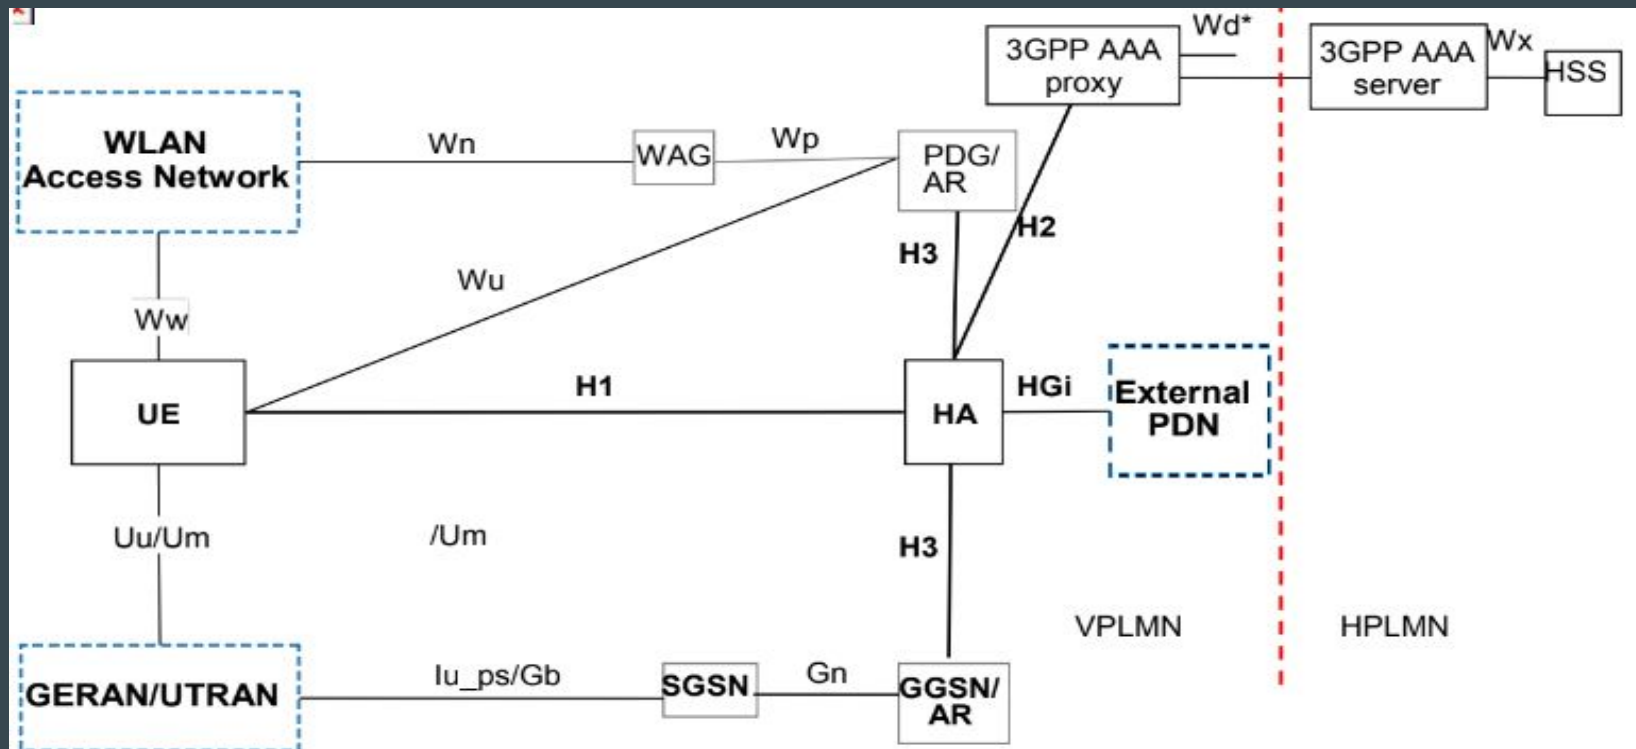 Wd*
3GPP AAA
proxy
3GPP AAA
server
Wx
HSS
WLAN
Access Network
Wn
WAG
Wp
PDG/
AR
H2
H3
Wu
Ww
UE
H1
HA
HGi
External
PDN
Uu/Um
/Um
H3
VPLMN
HPLMN
GERAN/UTRAN
Iu_ps/Gb
SGSN
Gn
GGSN/
AR